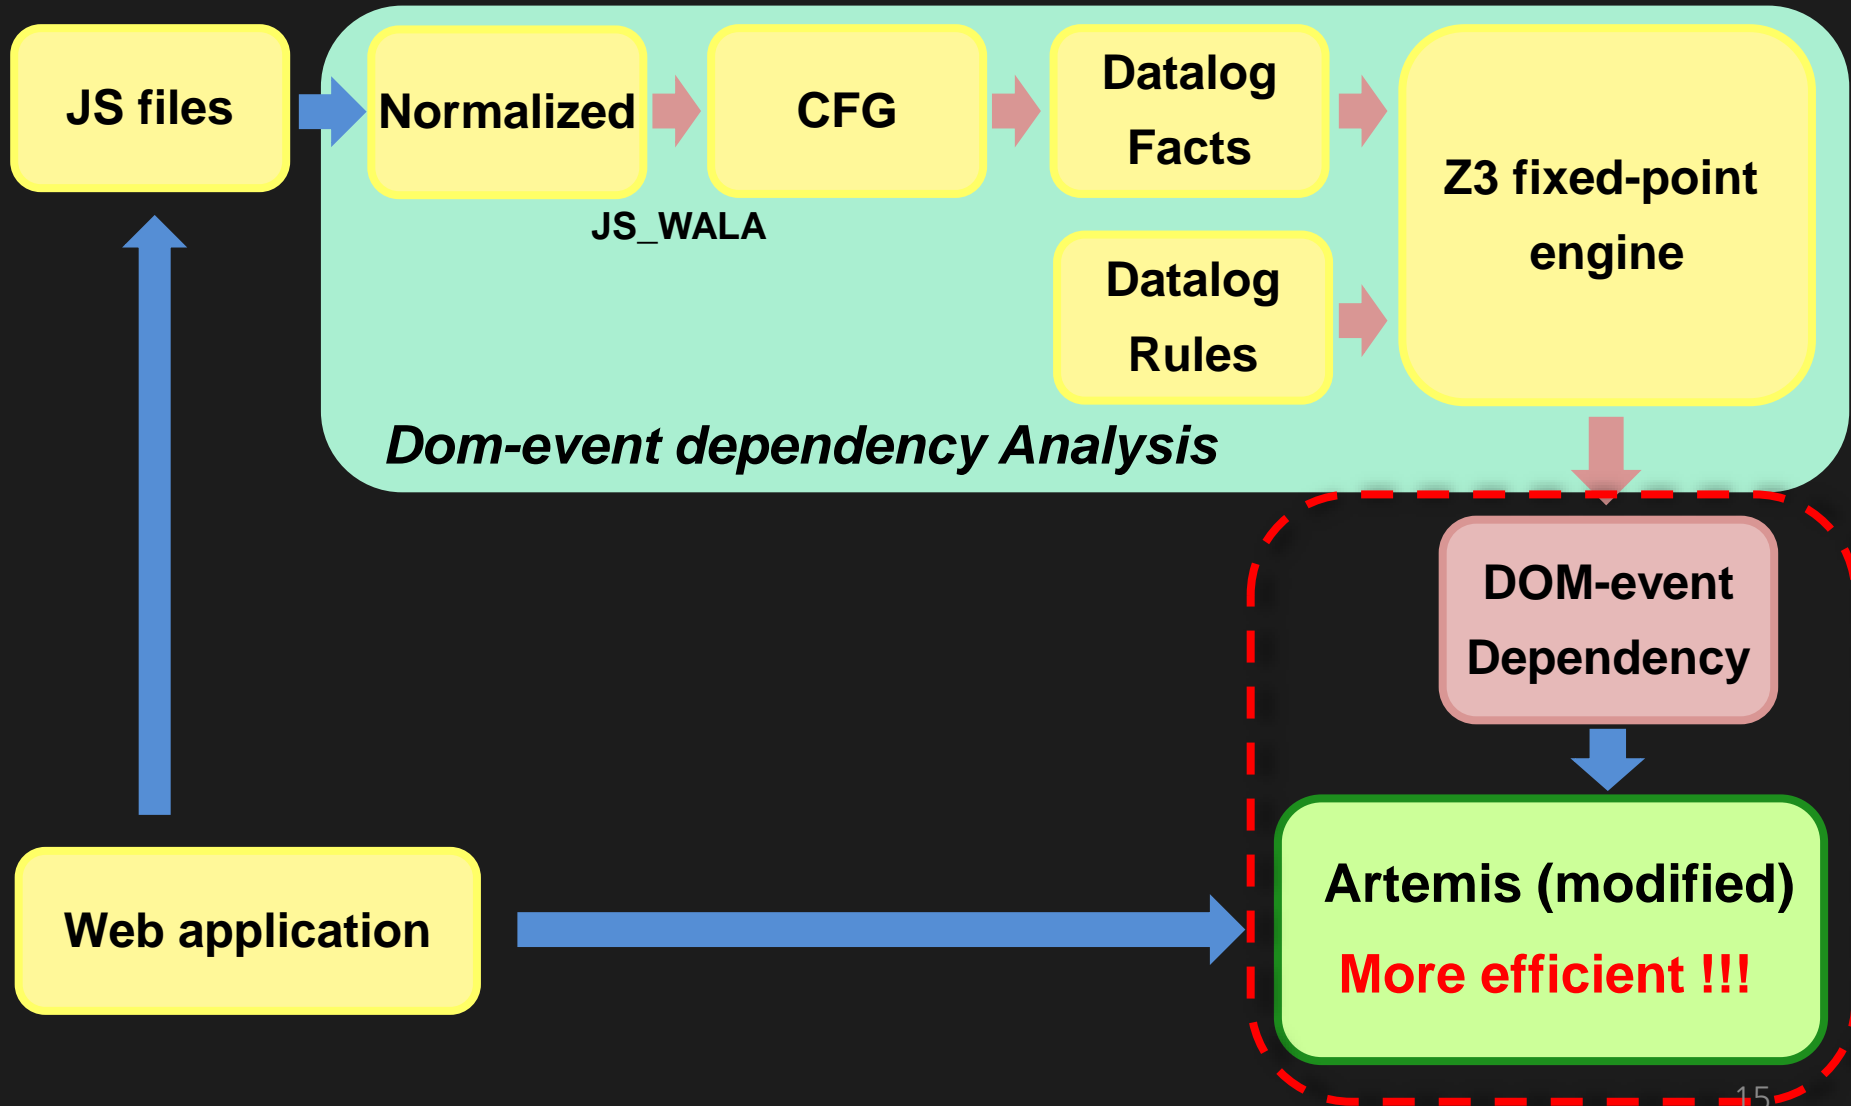 JS files
Normalized
CFG
Datalog
Facts
Z3 fixed-point
engine
JS_WALA
Datalog
Rules
Dom-event dependency Analysis
DOM-event
Dependency
Web application
Artemis (modified)
More efficient !!!
15